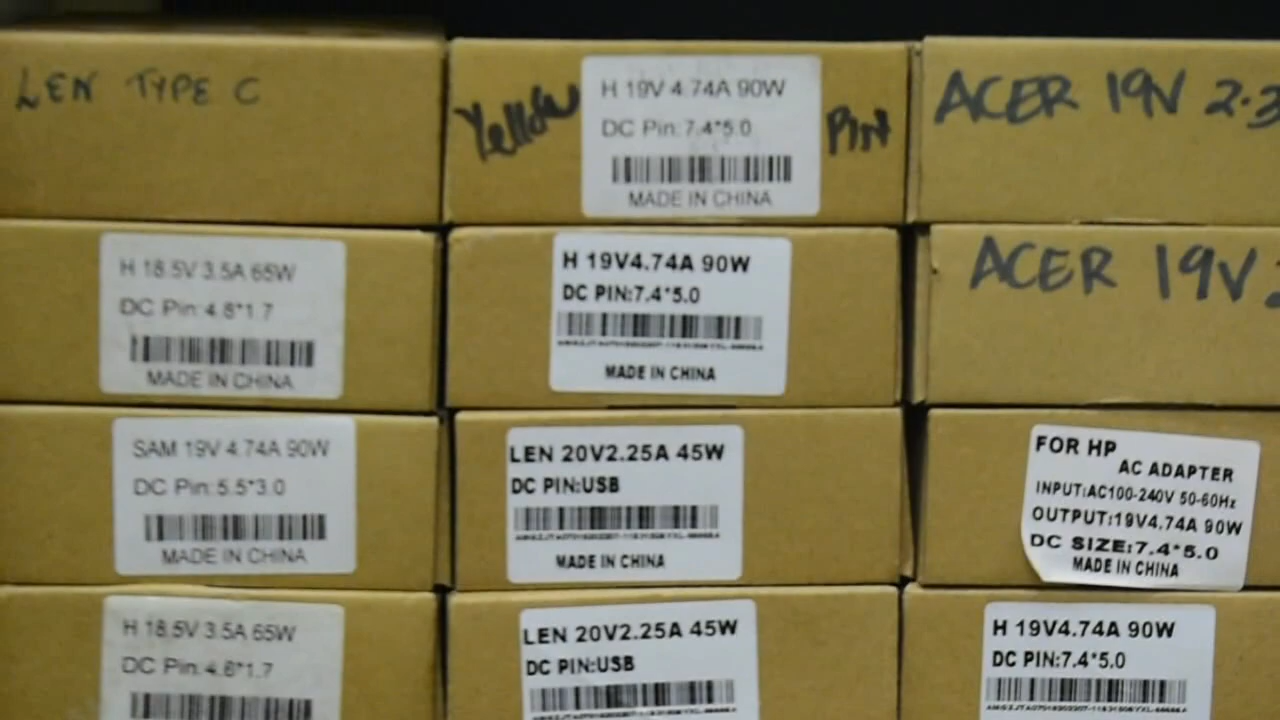 LEN TYPE C
Yellow
H 19V 4.74A 90W
DC Pin:7.4*5.0
MADE IN CHINA
Pin
ACER 19V 2.3
H 18.5V 3.5A 65W
DC Pin:4.8*1.7
MADE IN CHINA
H 19V4.74A 90W
DC PIN:7.4*5.0
MADE IN CHINA
ACER 19V
SAM 19V 4.74A 90W
DC Pin:5.5*3.0
MADE IN CHINA
LEN 20V2.25A 45W
DC PIN:USB
MADE IN CHINA
FOR HP
AC ADAPTER
INPUT:AC100-240V 50-60Hz
OUTPUT:19V4.74A 90W
DC SIZE:7.4*5.0
MADE IN CHINA
H 18.5V 3.5A 65W
DC Pin:4.8*1.7
LEN 20V2.25A 45W
DC PIN:USB
H 19V4.74A 90W
DC PIN:7.4*5.0